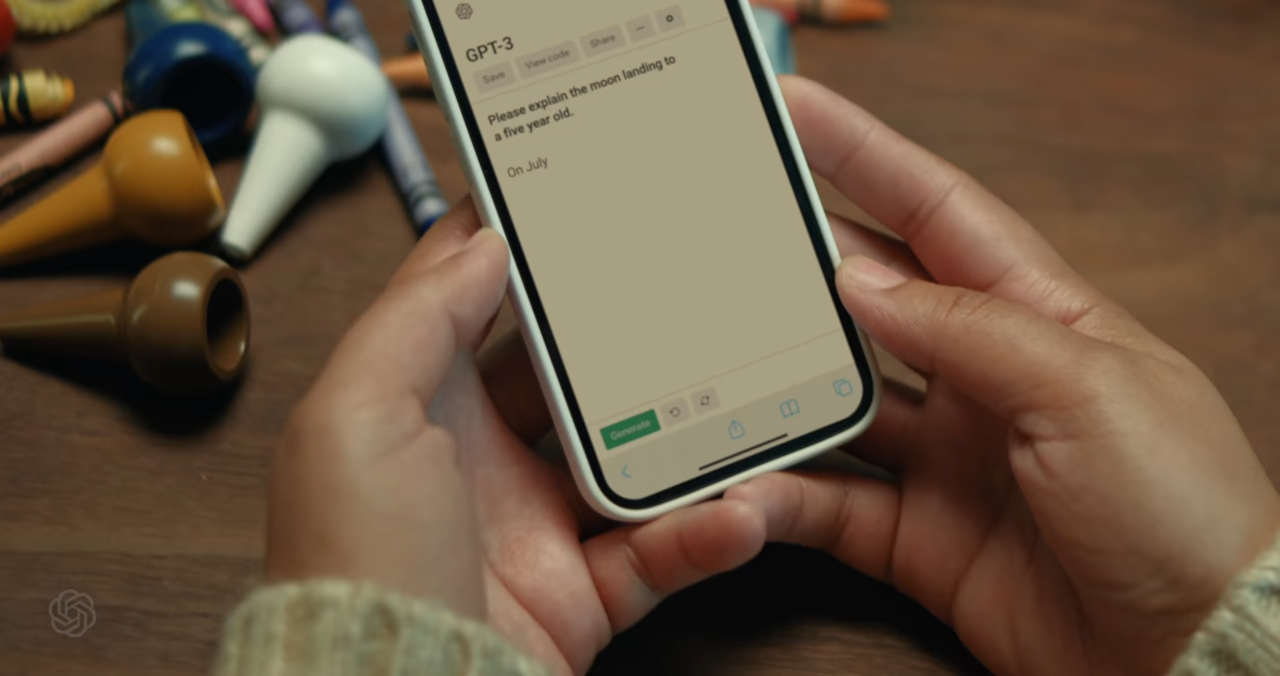 GPT-3
Save View code Share
Please explain the moon landing to
a five year old.
On July
Generate